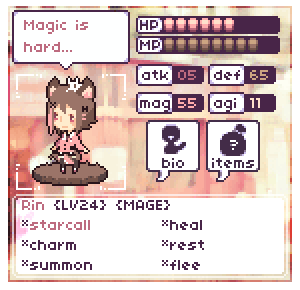 Magic is
hard...
HP
MP
atk 05 def 65
mag 55 agi 11
?
bio items
Rin {LV24} {MAGE}
*starcall *heal
*charm *rest
*summon *flee